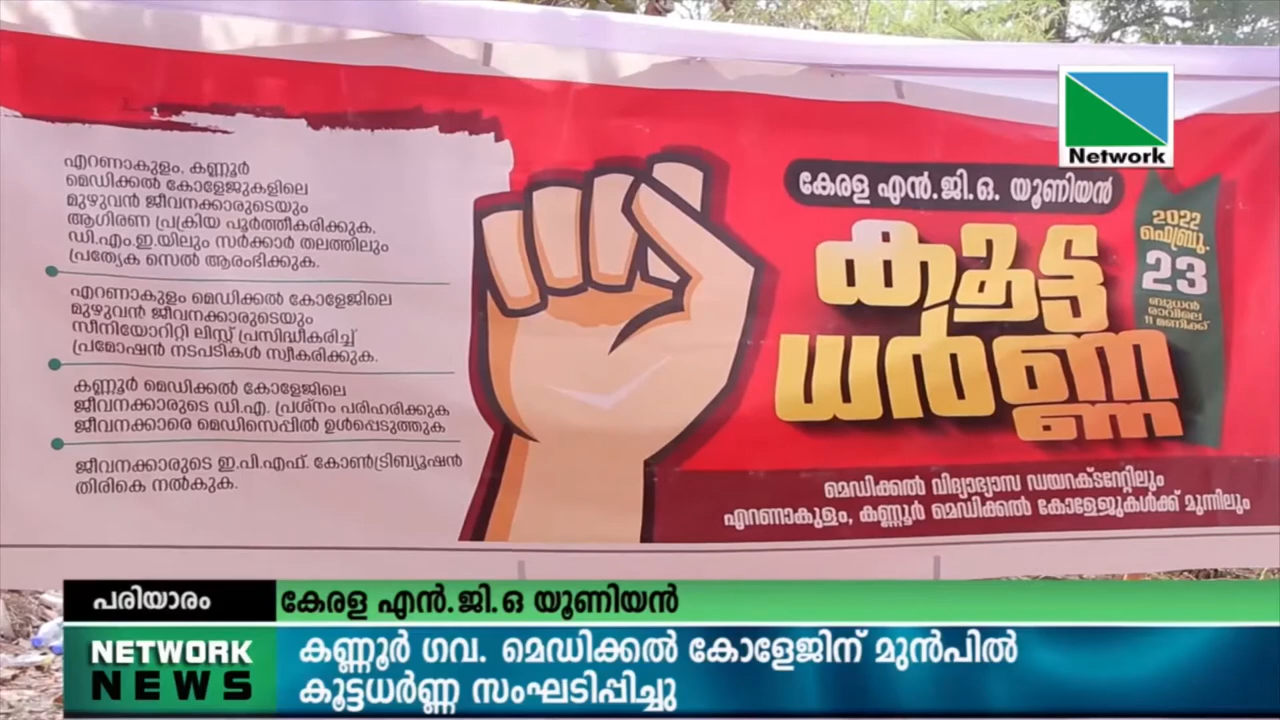 Network
എറണാകുളം, കണ്ണൂർ
മെഡിക്കൽ കോളേജുകളിലെ
മുഴുവൻ ജീവനക്കാരുടെയും
ആഗിരണ പ്രക്രിയ പൂർത്തീകരിക്കുക.
ഡി.എം.ഇ.യിലും സർക്കാർ തലത്തിലും
പ്രത്യേക സെൽ ആരംഭിക്കുക.
എറണാകുളം മെഡിക്കൽ കോളേജിലെ
മുഴുവൻ ജീവനക്കാരുടെയും
സീനിയോറിറ്റി ലിസ്റ്റ് പ്രസിദ്ധീകരിച്ച്
പ്രമോഷൻ നടപടികൾ സ്വീകരിക്കുക.
കണ്ണൂർ മെഡിക്കൽ കോളേജിലെ
ജീവനക്കാരുടെ ഡി.എ. പ്രശ്നം പരിഹരിക്കുക
ജീവനക്കാരെ മെഡിസെപ്പിൽ ഉൾപ്പെടുത്തുക
ജീവനക്കാരുടെ ഇ.പി.എഫ്. കോൺട്രിബ്യൂഷൻ
തിരികെ നൽകുക.
കേരള എൻ.ജി.ഒ. യൂണിയൻ
കൂട്ട
ധർണ്ണ
2022
ഫെബ്രു.
23
ബുധൻ
രാവിലെ
11 മണിക്ക്
മെഡിക്കൽ വിദ്യാഭ്യാസ ഡയറക്ടറേറ്റിലും
എറണാകുളം, കണ്ണൂർ മെഡിക്കൽ കോളേജുകൾക്ക് മുന്നിലും
പരിയാരം
കേരള എൻ.ജി.ഒ യൂണിയൻ
NETWORK
NEWS
കണ്ണൂർ ഗവ. മെഡിക്കൽ കോളേജിന് മുൻപിൽ
കൂട്ടധർണ്ണ സംഘടിപ്പിച്ചു